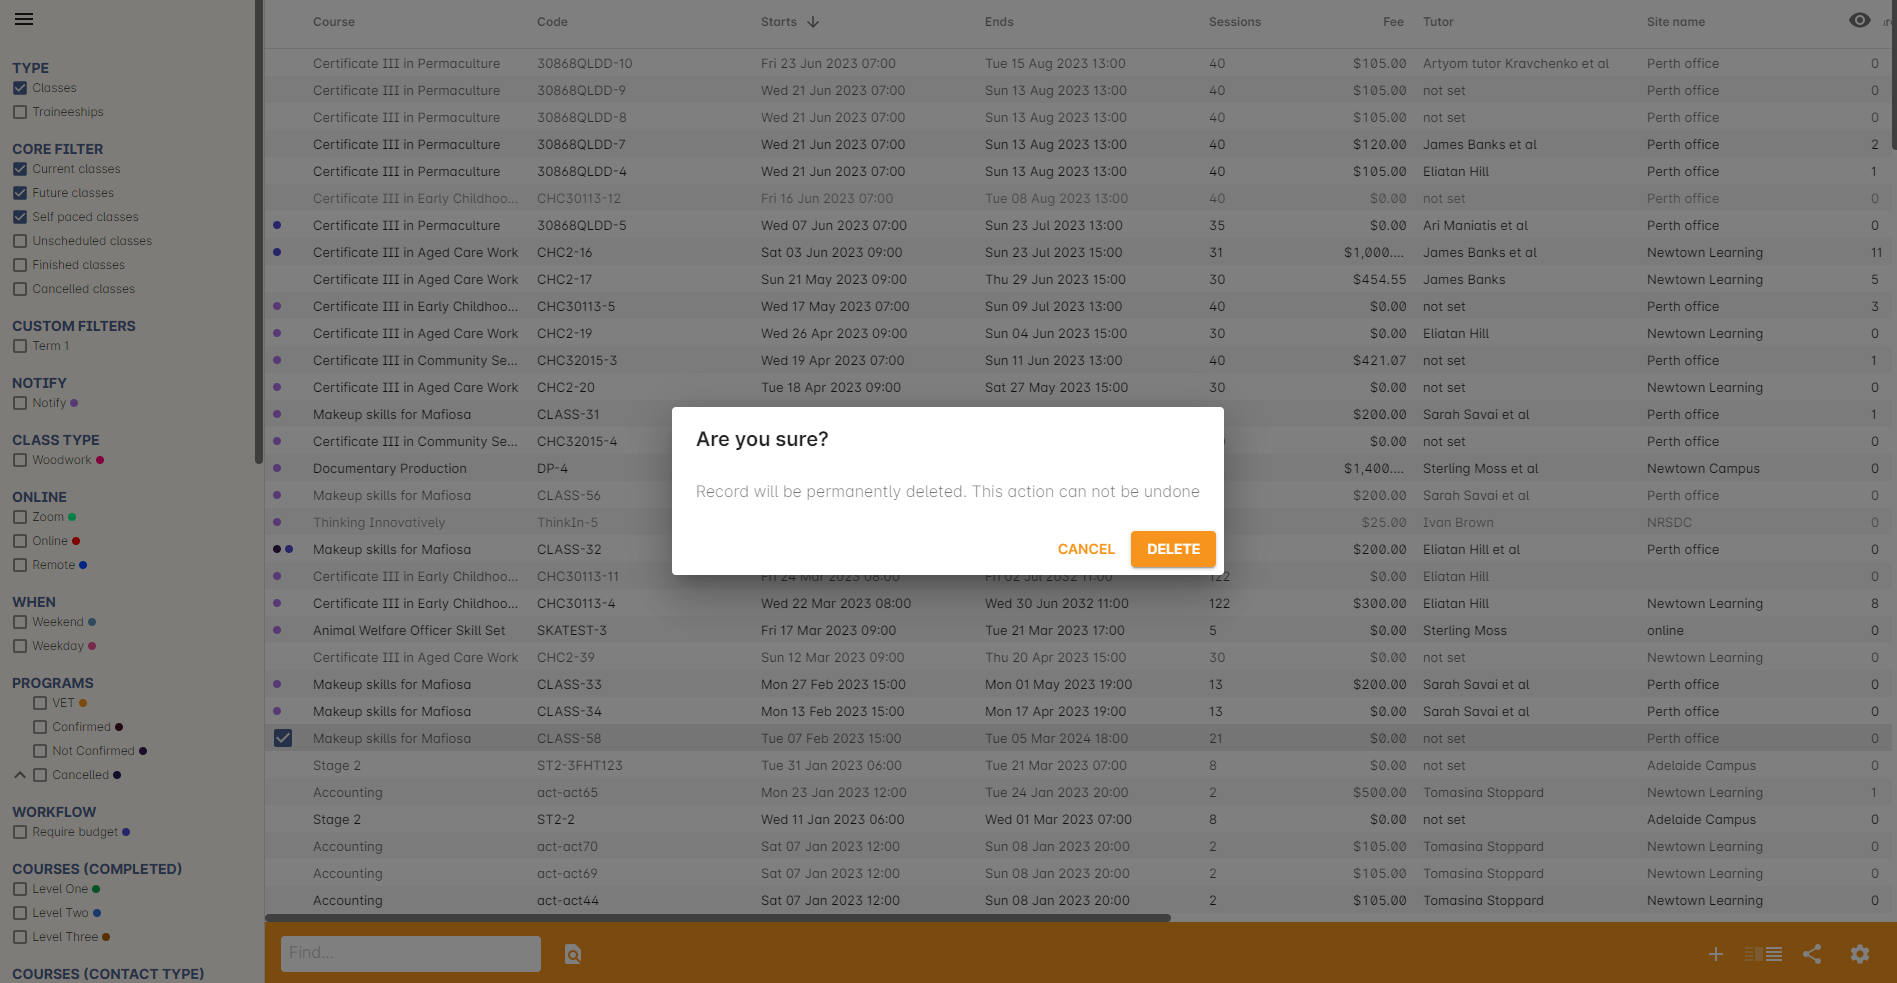 TYPE
Classes
Traineeships
CORE FILTER
Current classes
Future classes
Self paced classes
Unscheduled classes
Finished classes
Cancelled classes
CUSTOM FILTERS
Term 1
NOTIFY
Notify
CLASS TYPE
Woodwork
ONLINE
Zoom
Online
Remote
WHEN
Weekend
Weekday
PROGRAMS
VET
Confirmed
Not Confirmed
Cancelled
WORKFLOW
Require budget
COURSES (COMPLETED)
Level One
Level Two
Level Three
COURSES (CONTACT TYPE)
Course Code Starts Ends Sessions Fee Tutor Site name
Certificate III in Permaculture 30868QLDD-10 Fri 23 Jun 2023 07:00 Tue 15 Aug 2023 13:00 40 $105.00 Artyom tutor Kravchenko et al Perth office 0
Certificate III in Permaculture 30868QLDD-9 Wed 21 Jun 2023 07:00 Sun 13 Aug 2023 13:00 40 $105.00 not set Perth office 0
Certificate III in Permaculture 30868QLDD-8 Wed 21 Jun 2023 07:00 Sun 13 Aug 2023 13:00 40 $105.00 not set Perth office 0
Certificate III in Permaculture 30868QLDD-7 Wed 21 Jun 2023 07:00 Sun 13 Aug 2023 13:00 40 $120.00 James Banks et al Perth office 2
Certificate III in Permaculture 30868QLDD-4 Wed 21 Jun 2023 07:00 Sun 13 Aug 2023 13:00 40 $105.00 Eliatan Hill Perth office 1
Certificate III in Early Childhoo... CHC30113-12 Fri 16 Jun 2023 07:00 Tue 08 Aug 2023 13:00 40 $0.00 not set Perth office 0
Certificate III in Permaculture 30868QLDD-5 Wed 07 Jun 2023 07:00 Sun 23 Jul 2023 13:00 35 $0.00 Ari Maniatis et al Perth office 0
Certificate III in Aged Care Work CHC2-16 Sat 03 Jun 2023 09:00 Sun 23 Jul 2023 15:00 31 $1,000.... James Banks et al Newtown Learning 11
Certificate III in Aged Care Work CHC2-17 Sun 21 May 2023 09:00 Thu 29 Jun 2023 15:00 30 $454.55 James Banks Newtown Learning 5
Certificate III in Early Childhoo... CHC30113-5 Wed 17 May 2023 07:00 Sun 09 Jul 2023 13:00 40 $0.00 not set Perth office 3
Certificate III in Aged Care Work CHC2-19 Wed 26 Apr 2023 09:00 Sun 04 Jun 2023 15:00 30 $0.00 Eliatan Hill Newtown Learning 0
Certificate III in Community Se... CHC32015-3 Wed 19 Apr 2023 07:00 Sun 11 Jun 2023 13:00 40 $421.07 not set Perth office 1
Certificate III in Aged Care Work CHC2-20 Tue 18 Apr 2023 09:00 Sat 27 May 2023 15:00 30 $0.00 not set Newtown Learning 0
Makeup skills for Mafiosa CLASS-31 $200.00 Sarah Savai et al Perth office 1
Certificate III in Community Se... CHC32015-4 $0.00 not set Perth office 0
Documentary Production DP-4 $1,400.... Sterling Moss et al Newtown Campus 0
Makeup skills for Mafiosa CLASS-56 $200.00 Sarah Savai et al Perth office 0
Thinking Innovatively ThinkIn-5 $25.00 Ivan Brown NRSDC 0
Makeup skills for Mafiosa CLASS-32 $200.00 Eliatan Hill et al Perth office 0
Certificate III in Early Childhoo... CHC30113-11 Fri 24 Mar 2023 08:00 Fri 02 Jul 2032 11:00 122 $0.00 Eliatan Hill 0
Certificate III in Early Childhoo... CHC30113-4 Wed 22 Mar 2023 08:00 Wed 30 Jun 2032 11:00 122 $300.00 Eliatan Hill Newtown Learning 8
Animal Welfare Officer Skill Set SKATEST-3 Fri 17 Mar 2023 09:00 Tue 21 Mar 2023 17:00 5 $0.00 Sterling Moss online 0
Certificate III in Aged Care Work CHC2-39 Sun 12 Mar 2023 09:00 Thu 20 Apr 2023 15:00 30 $0.00 not set Newtown Learning 0
Makeup skills for Mafiosa CLASS-33 Mon 27 Feb 2023 15:00 Mon 01 May 2023 19:00 13 $200.00 Sarah Savai et al Perth office 0
Makeup skills for Mafiosa CLASS-34 Mon 13 Feb 2023 15:00 Mon 17 Apr 2023 19:00 13 $0.00 Sarah Savai et al Perth office 0
Makeup skills for Mafiosa CLASS-58 Tue 07 Feb 2023 15:00 Tue 05 Mar 2024 18:00 21 $0.00 not set Perth office 0
Stage 2 ST2-3FHT123 Tue 31 Jan 2023 06:00 Tue 21 Mar 2023 07:00 8 $0.00 not set Adelaide Campus 0
Accounting act-act65 Mon 23 Jan 2023 12:00 Tue 24 Jan 2023 20:00 2 $500.00 Tomasina Stoppard Newtown Learning 1
Stage 2 ST2-2 Wed 11 Jan 2023 06:00 Wed 01 Mar 2023 07:00 8 $0.00 not set Adelaide Campus 0
Accounting act-act70 Sat 07 Jan 2023 12:00 Sun 08 Jan 2023 20:00 2 $105.00 Tomasina Stoppard Newtown Learning 0
Accounting act-act69 Sat 07 Jan 2023 12:00 Sun 08 Jan 2023 20:00 2 $105.00 Tomasina Stoppard Newtown Learning 0
Accounting act-act44 Sat 07 Jan 2023 12:00 Sun 08 Jan 2023 20:00 2 $105.00 Tomasina Stoppard Newtown Learning 0
Are you sure?
Record will be permanently deleted. This action can not be undone
CANCEL DELETE
Find...